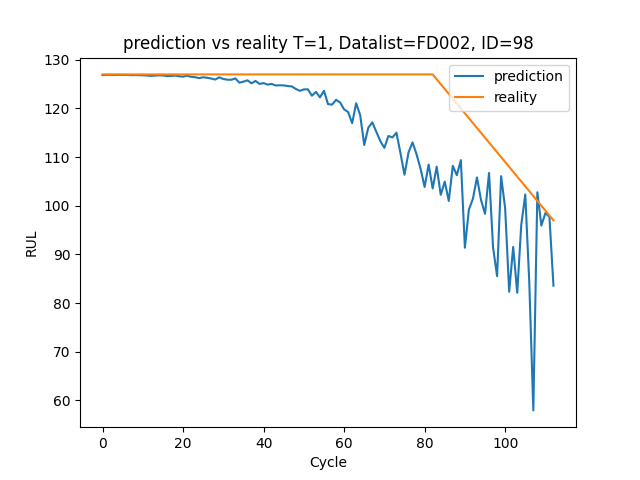 prediction vs reality T=1, Datalist=FD002, ID=98
prediction
reality
RUL
130
120
110
100
90
80
70
60
0 20 40 60 80 100
Cycle